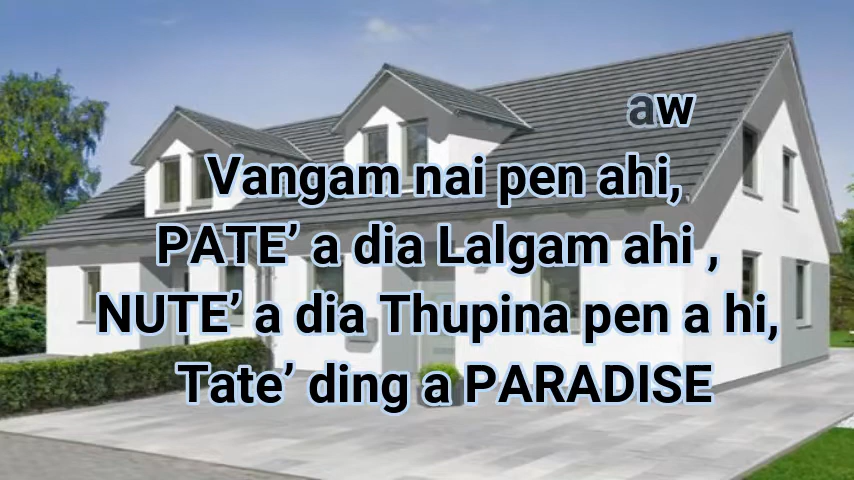 aw
Vangam nai pen ahi,
PATE’ a dia Lalgam ahi ,
NUTE’ a dia Thupina pen a hi,
Tate’ ding a PARADISE